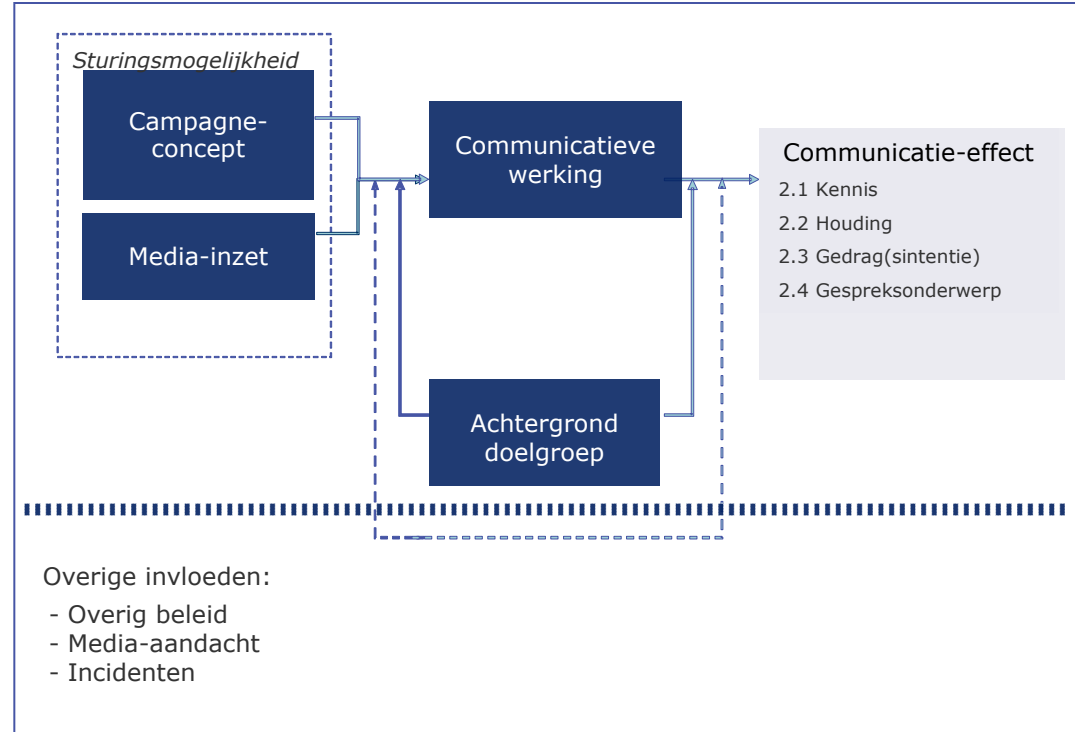 Sturingsmogelijkheid
Campagne-
concept
Media-inzet
Communicatieve
werking
Achtergrond
doelgroep
Communicatie-effect
2.1 Kennis
2.2 Houding
2.3 Gedrag(sintentie)
2.4 Gespreksonderwerp
Overige invloeden:
- Overig beleid
- Media-aandacht
- Incidenten